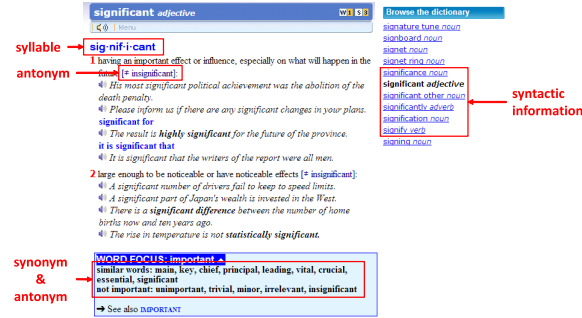 significant adjective W1 S3
Menu
syllable
sig·nif·i·cant
1 having an important effect or influence, especially on what will happen in the
antonym
future [≠ insignificant]:
His most significant political achievement was the abolition of the
death penalty.
Please inform us if there are any significant changes in your plans.
significant for
The result is highly significant for the future of the province.
it is significant that
It is significant that the writers of the report were all men.
2 large enough to be noticeable or have noticeable effects [≠ insignificant]:
A significant number of drivers fail to keep to speed limits.
A significant part of Japan's wealth is invested in the West.
There is a significant difference between the number of home
births now and ten years ago.
The rise in temperature is not statistically significant.
synonym
&
antonym
WORD FOCUS: important
similar words: main, key, chief, principal, leading, vital, crucial,
essential, significant
not important: unimportant, trivial, minor, irrelevant, insignificant
→ See also IMPORTANT
Browse the dictionary
signature tune noun
signboard noun
signet noun
signet ring noun
significance noun
significant adjective
significant other noun
significantly adverb
signification noun
signify verb
signing noun
syntactic
information